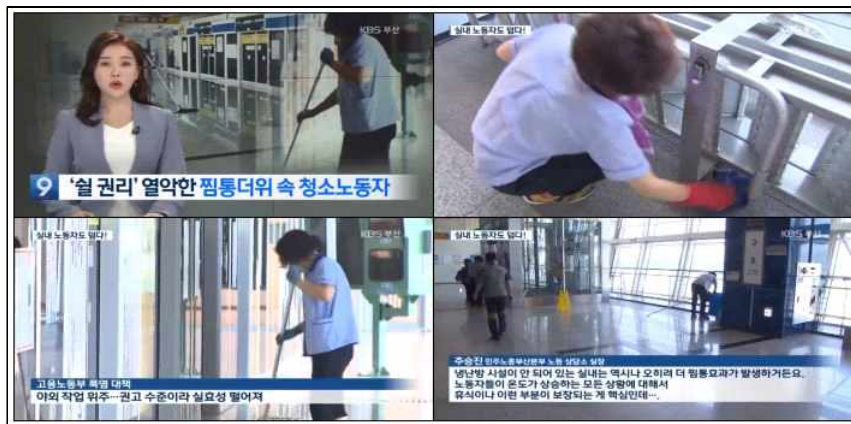 KBS 부산
9 '쉴 권리' 열악한 찜통더위 속 청소노동자
실내 노동자도 덥다!
실내 노동자도 덥다!
KBS 부산
고용노동부 폭염 대책
야외 작업 위주···권고 수준이라 실효성 떨어져
실내 노동자도 덥다!
KBS 부산
주승진 민주노총부산본부 노동 상담소 실장
냉난방 시설이 안 되어 있는 실내는 역시나 오히려 더 찜통효과가 발생하거든요.
노동자들이 온도가 상승하는 모든 상황에 대해서
휴식이나 이런 부분이 보장되는 게 핵심인데···.